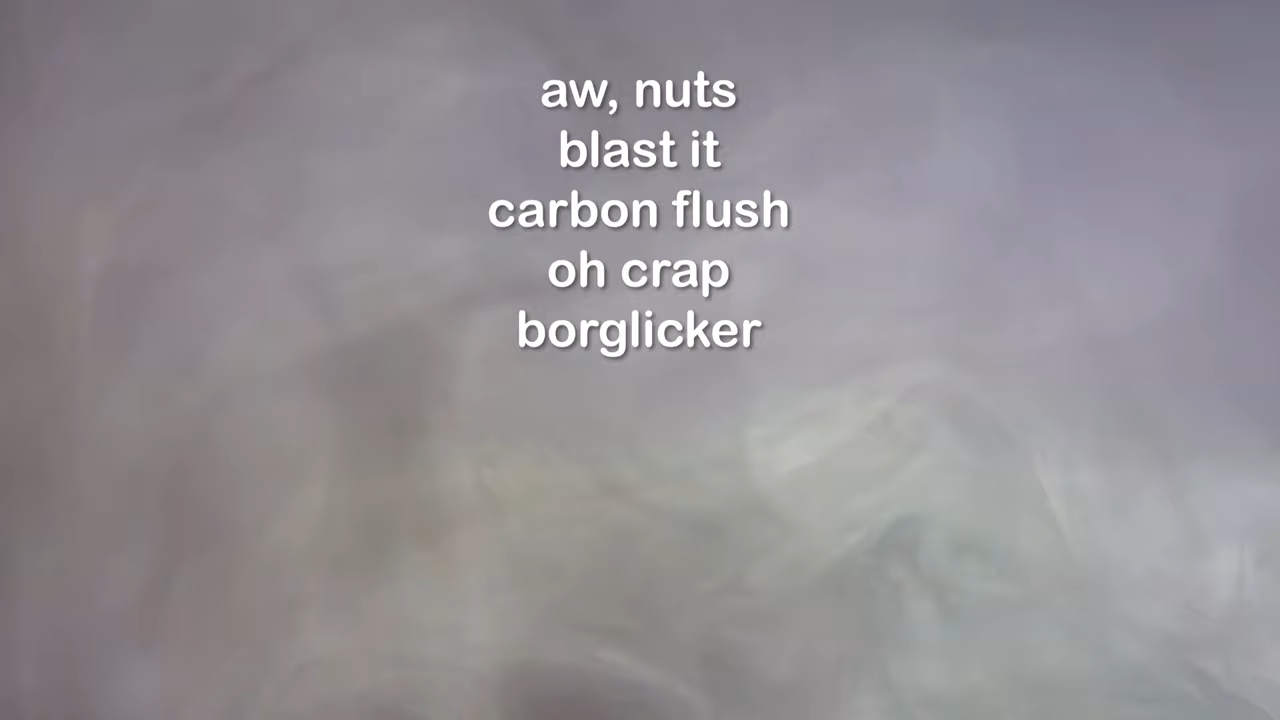 aw, nuts
blast it
carbon flush
oh crap
borglicker